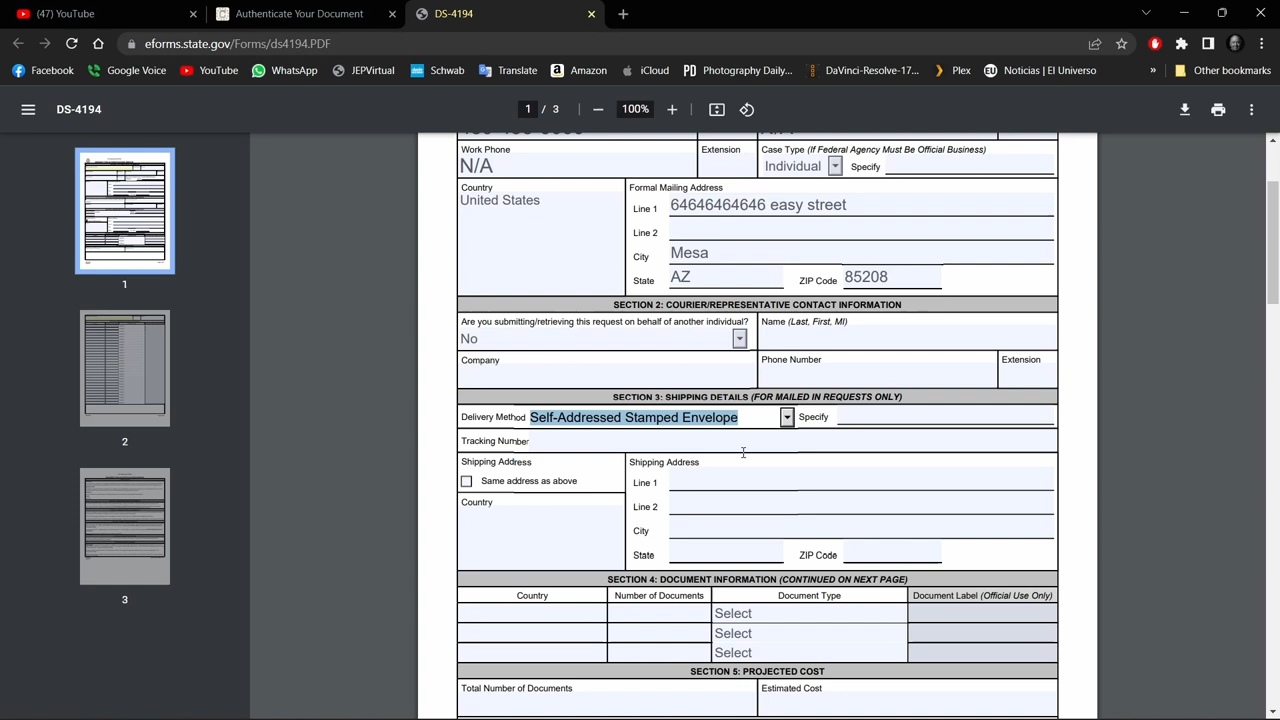 (47) YouTube
Authenticate Your Document
DS-4194
eforms.state.gov/Forms/ds4194.PDF
Facebook Google Voice YouTube WhatsApp JEPVirtual Schwab Translate Amazon iCloud PD Photography Daily... DaVinci-Resolve-17... Plex EU Noticias | El Universo » Other bookmarks
DS-4194 1 / 3 100%
Work Phone Extension Case Type (If Federal Agency Must Be Official Business)
N/A Individual Specify
Country Formal Mailing Address
United States
Line 1 64646464646 easy street
Line 2
City Mesa
State AZ ZIP Code 85208
SECTION 2: COURIER/REPRESENTATIVE CONTACT INFORMATION
Are you submitting/retrieving this request on behalf of another individual? Name (Last, First, MI)
No
Company Phone Number Extension
SECTION 3: SHIPPING DETAILS (FOR MAILED IN REQUESTS ONLY)
Delivery Method Self-Addressed Stamped Envelope Specify
Tracking Number
Shipping Address Shipping Address
Same address as above Line 1
Country Line 2
City
State ZIP Code
SECTION 4: DOCUMENT INFORMATION (CONTINUED ON NEXT PAGE)
Country Number of Documents Document Type Document Label (Official Use Only)
Select
Select
Select
SECTION 5: PROJECTED COST
Total Number of Documents Estimated Cost
1
2
3